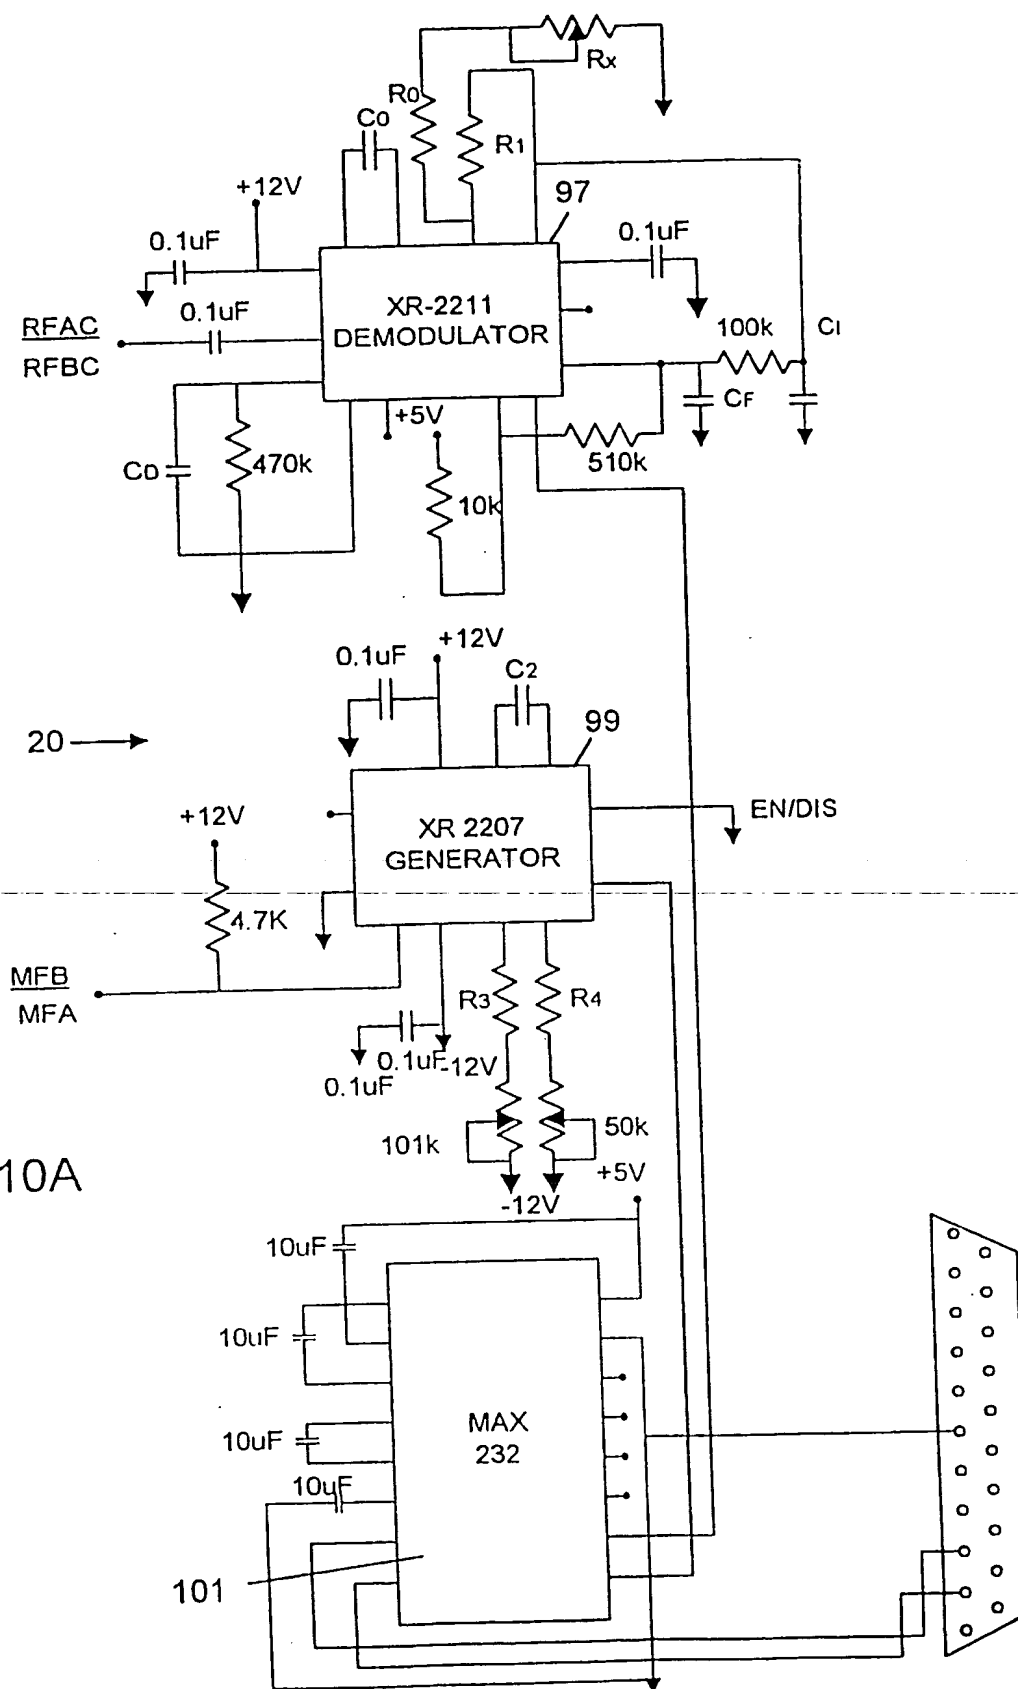 Rx
R0
C0
R1
+12V
97
0.1uF
0.1uF
RFAC
RFBC
0.1uF
XR-2211
DEMODULATOR
100k
CI
CF
+5V
510k
CD
470k
10k
+12V
0.1uF
C2
20
99
+12V
EN/DIS
XR 2207
GENERATOR
4.7K
MFB
MFA
R3
R4
0.1uF
-12V
0.1uF
101k
50k
10A
-12V
+5V
10uF
10uF
MAX
232
10uF
10uF
101